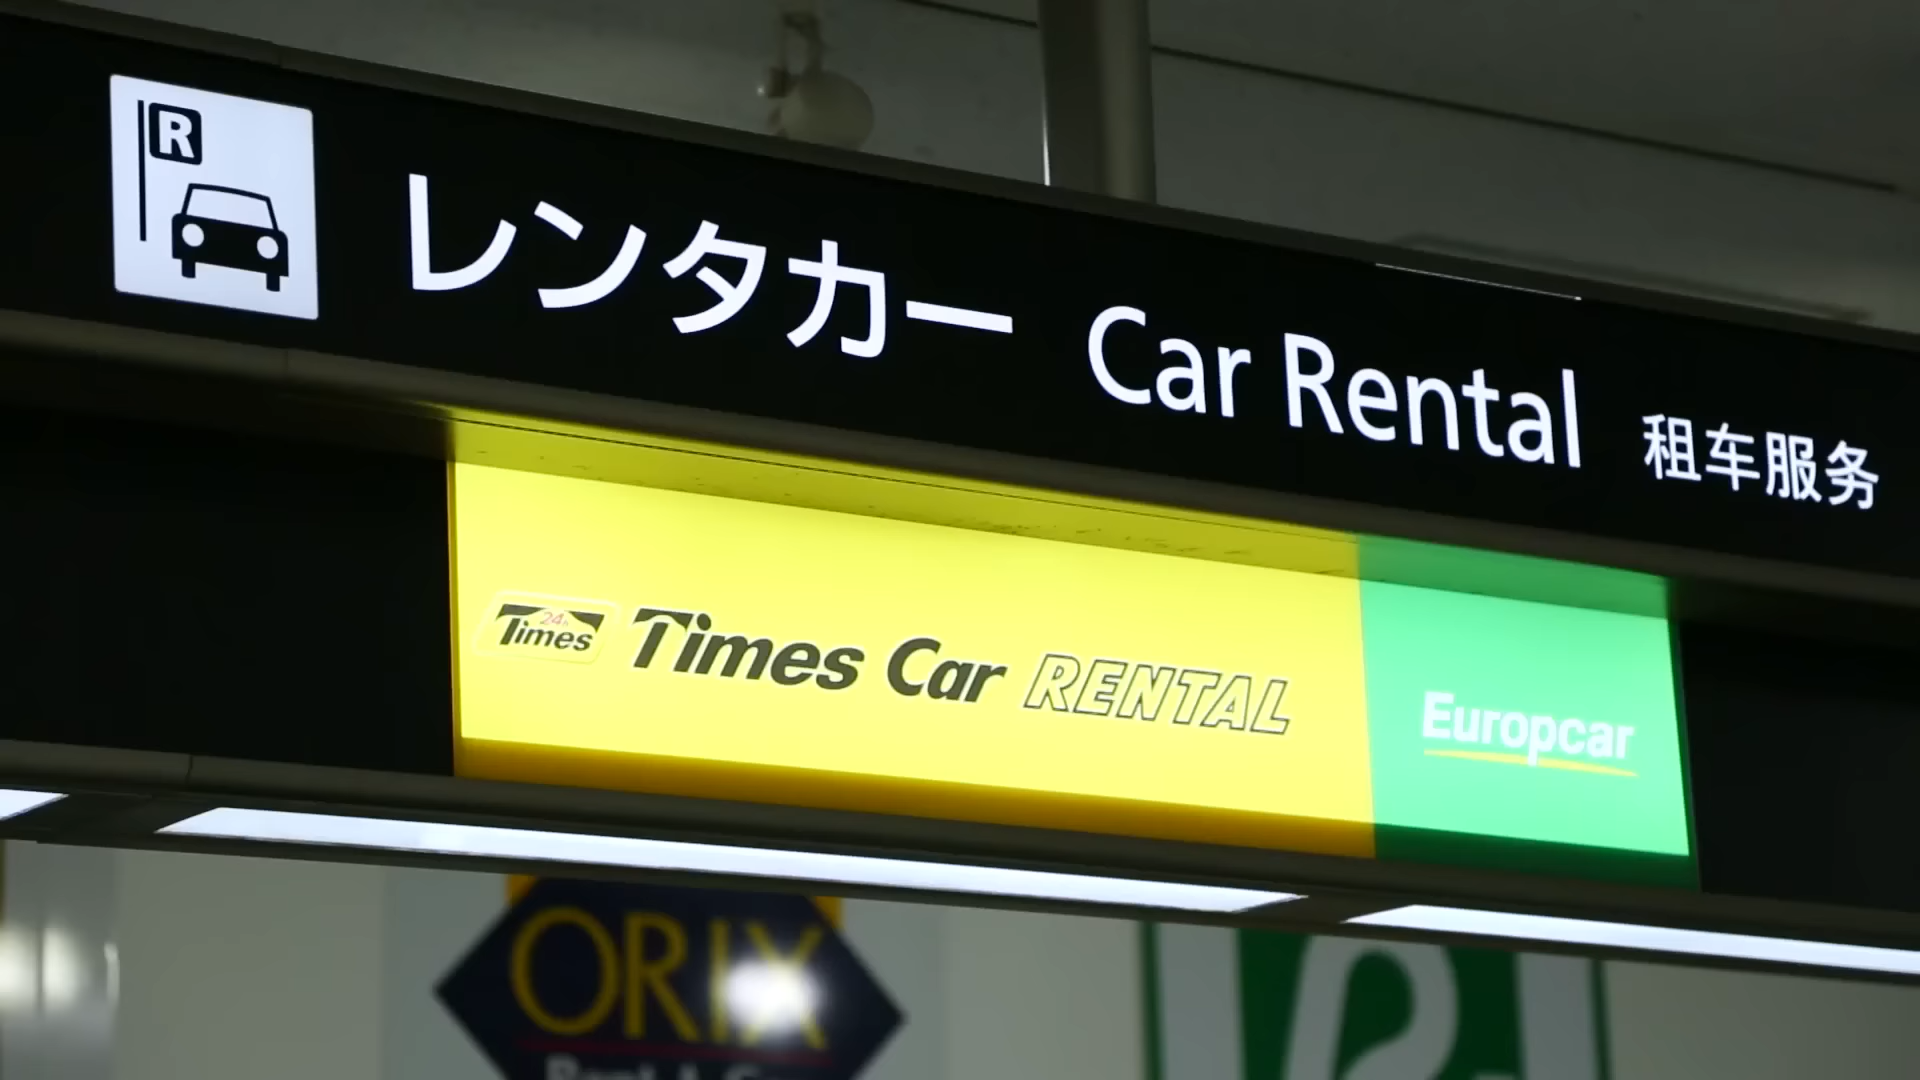 R
レンタカー Car Rental 租车服务
24h
Times
Times Car RENTAL
Europcar
ORIX